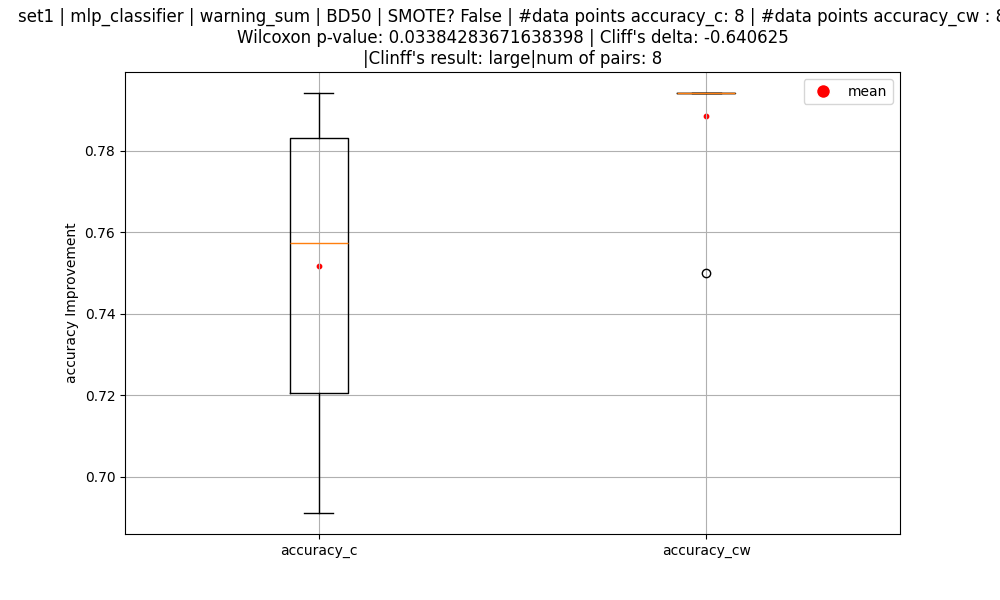 set1 | mlp_classifier | warning_sum | BD50 | SMOTE? False | #data points accuracy_c: 8 | #data points accuracy_cw : 8
Wilcoxon p-value: 0.03384283671638398 | Cliff's delta: -0.640625
|Clinff's result: large|num of pairs: 8
mean
0.78
0.76
0.74
0.72
0.70
accuracy Improvement
accuracy_c
accuracy_cw